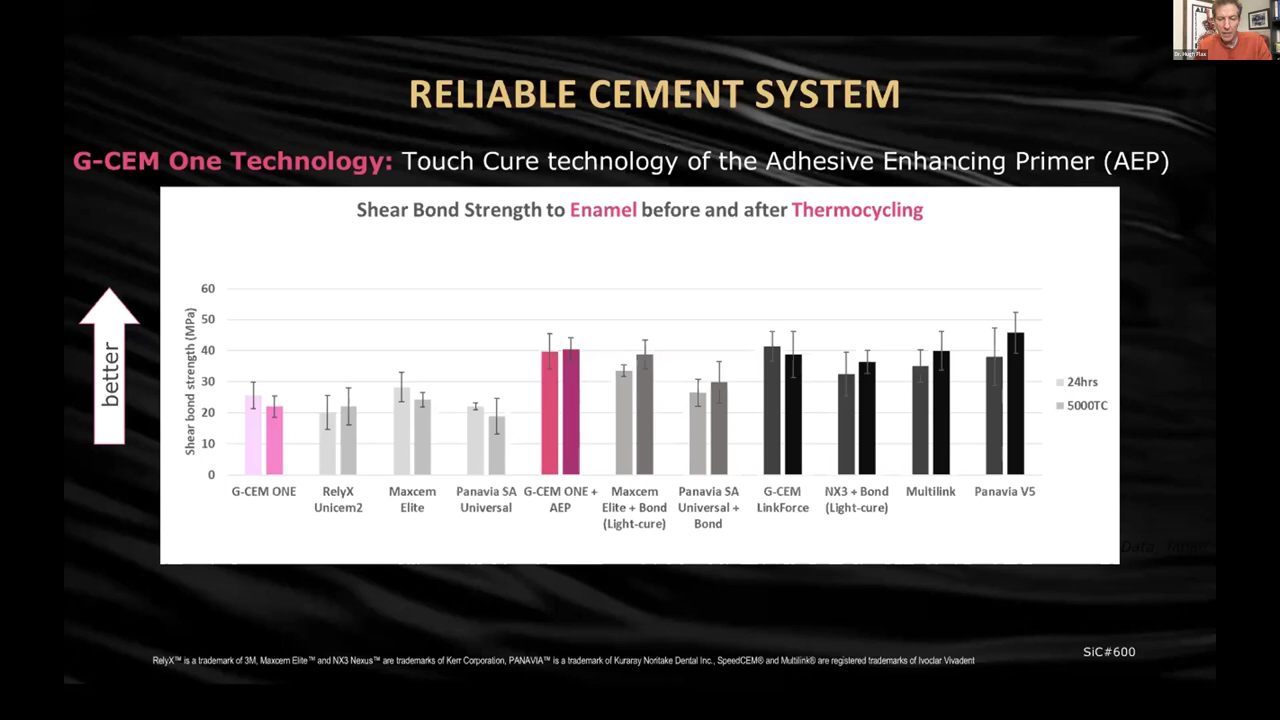 Dr. Hugh Flax
RELIABLE CEMENT SYSTEM
G-CEM One Technology: Touch Cure technology of the Adhesive Enhancing Primer (AEP)
Shear Bond Strength to Enamel before and after Thermocycling
better
Shear bond strength (MPa)
60
50
40
30
20
10
0
24hrs
5000TC
G-CEM ONE
RelyX
Unicem2
Maxcem
Elite
Panavia SA
Universal
G-CEM ONE +
AEP
Maxcem
Elite + Bond
(Light-cure)
Panavia SA
Universal +
Bond
G-CEM
LinkForce
NX3 + Bond
(Light-cure)
Multilink
Panavia V5
Data,
SiC#600
RelyX™ is a trademark of 3M, Maxcem Elite™ and NX3 Nexus™ are trademarks of Kerr Corporation, PANAVIA™ is a trademark of Kuraray Noritake Dental Inc., SpeedCEM® and Multilink® are registered trademarks of Ivoclar Vivadent